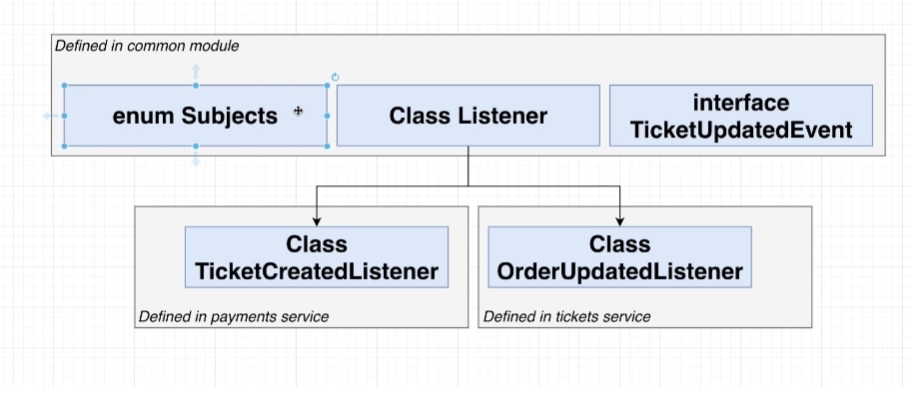 Defined in common module
enum Subjects
Class Listener
interface
TicketUpdatedEvent
Class
TicketCreatedListener
Defined in payments service
Class
OrderUpdatedListener
Defined in tickets service